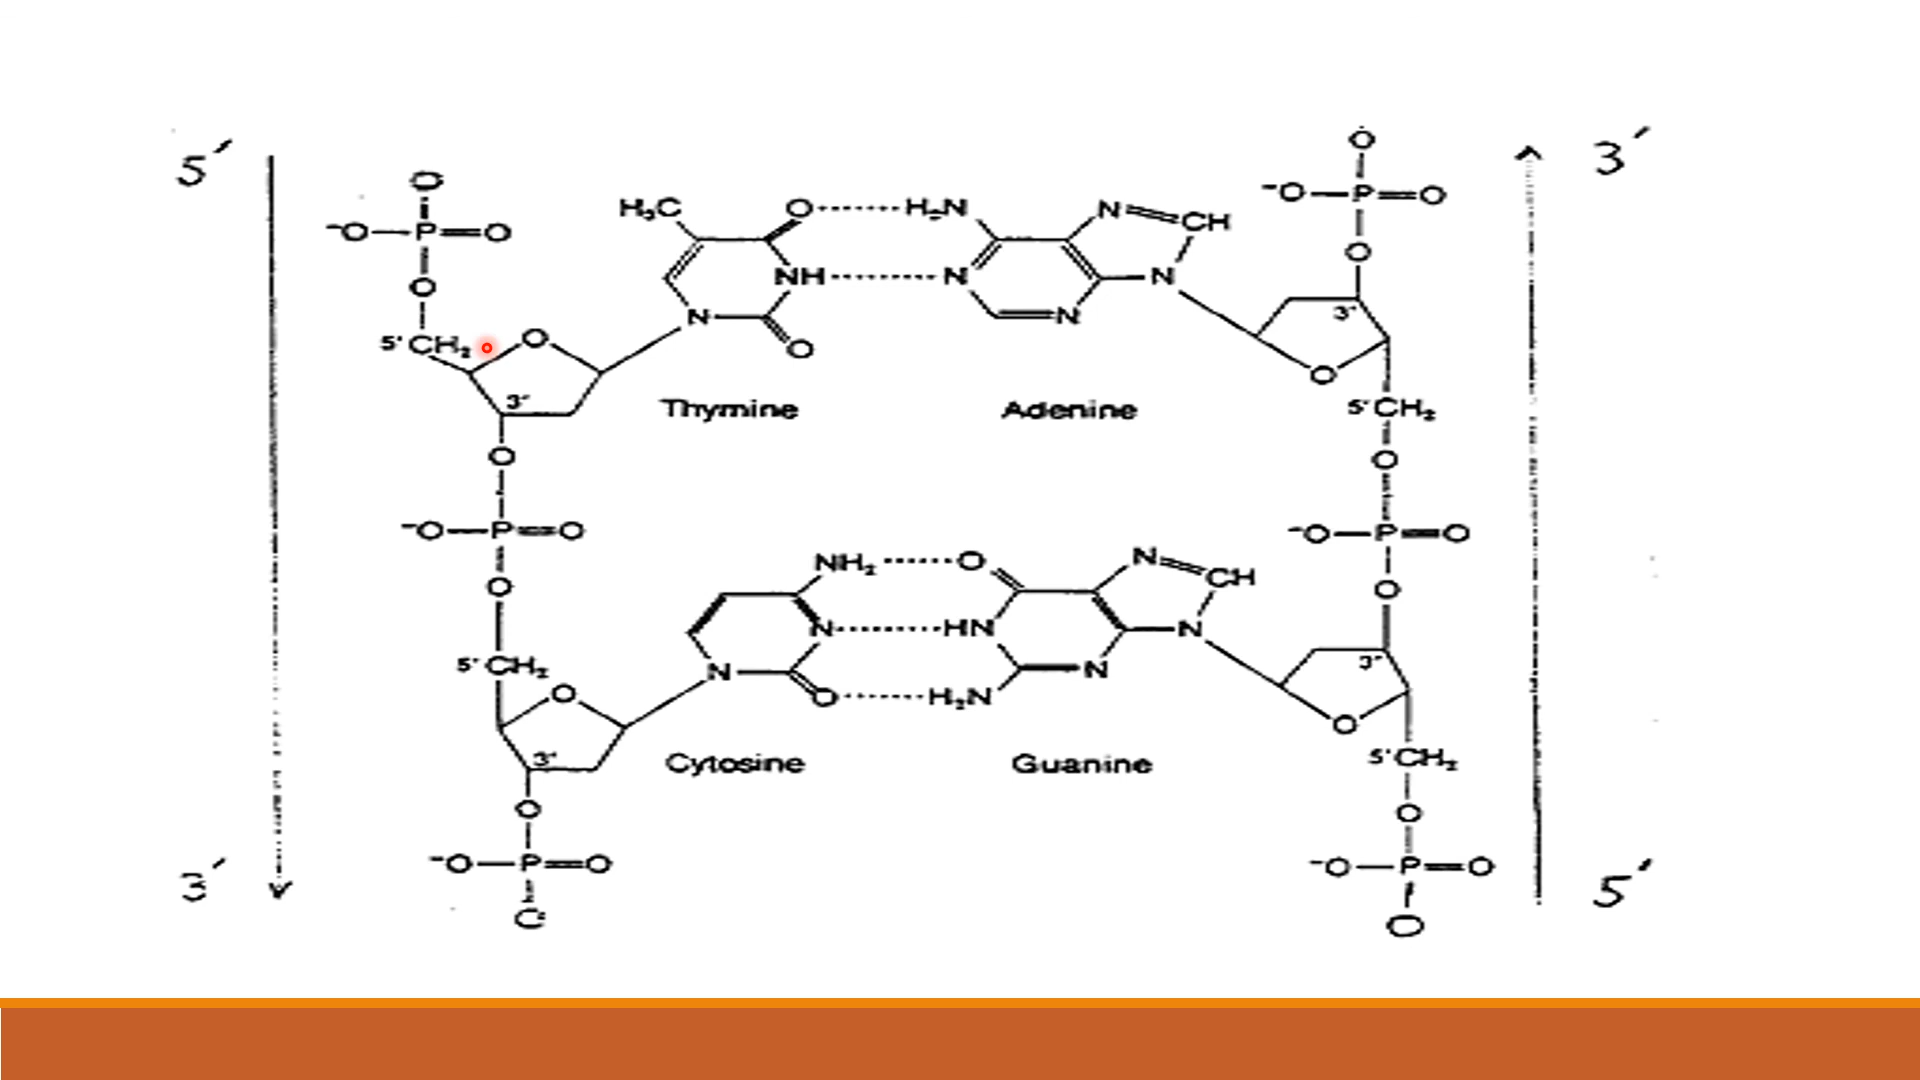 5′ 3′
O O
⁻O P O ⁻O P O
H₃C O H₂N N CH
O NH N N O
N O N 3′
5′ CH₂ O O
3′ Thymine Adenine 5′ CH₂
O O
⁻O P O ⁻O P O
NH₂ O N CH
O N HN N O
5′ CH₂ N O H₂N N 3′
O O
3′ Cytosine Guanine 5′ CH₂
O O
⁻O P O ⁻O P O
3′ 5′
O O